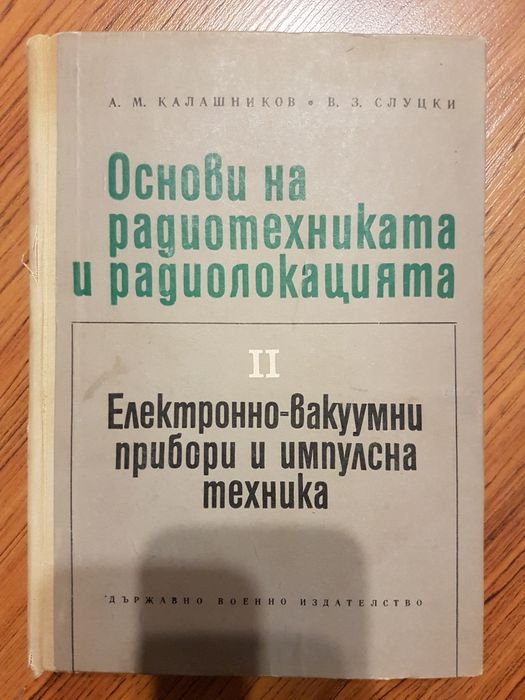 А. М. КАЛАШНИКОВ • В. З. СЛУЦКИ
Основи на
радиотехниката
и радиолокацията
II
Електронно-вакуумни
прибори и импулсна
техника
ДЪРЖАВНО ВОЕННО ИЗДАТЕЛСТВО